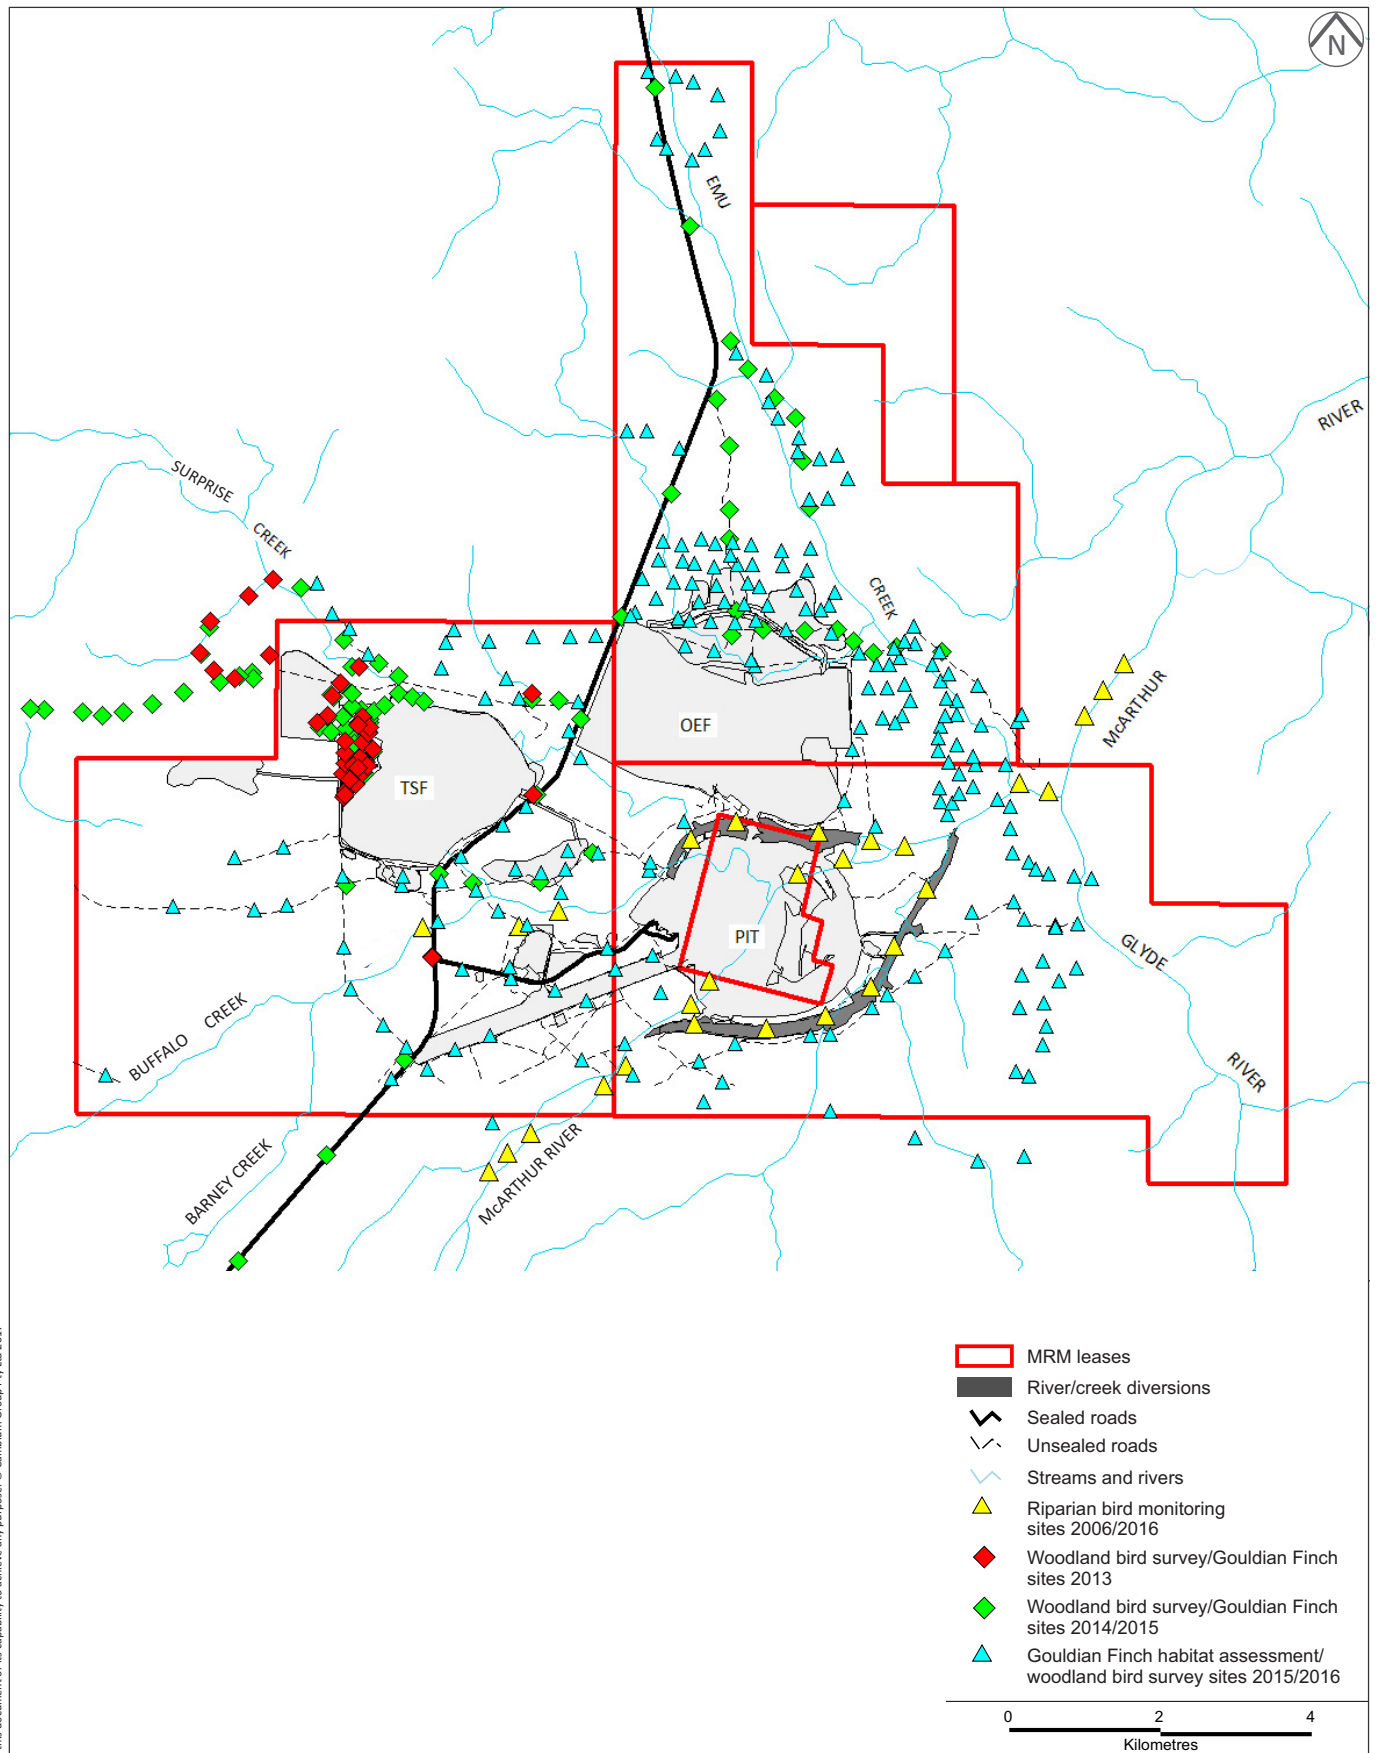 N
EMU
RIVER
SURPRISE
CREEK
CREEK
McARTHUR
OEF
TSF
PIT
GLYDE
RIVER
BUFFALO CREEK
BARNEY CREEK
McARTHUR RIVER
MRM leases
River/creek diversions
Sealed roads
Unsealed roads
Streams and rivers
Riparian bird monitoring
sites 2006/2016
Woodland bird survey/Gouldian Finch
sites 2013
Woodland bird survey/Gouldian Finch
sites 2014/2015
Gouldian Finch habitat assessment/
woodland bird survey sites 2015/2016
0 2 4
Kilometres